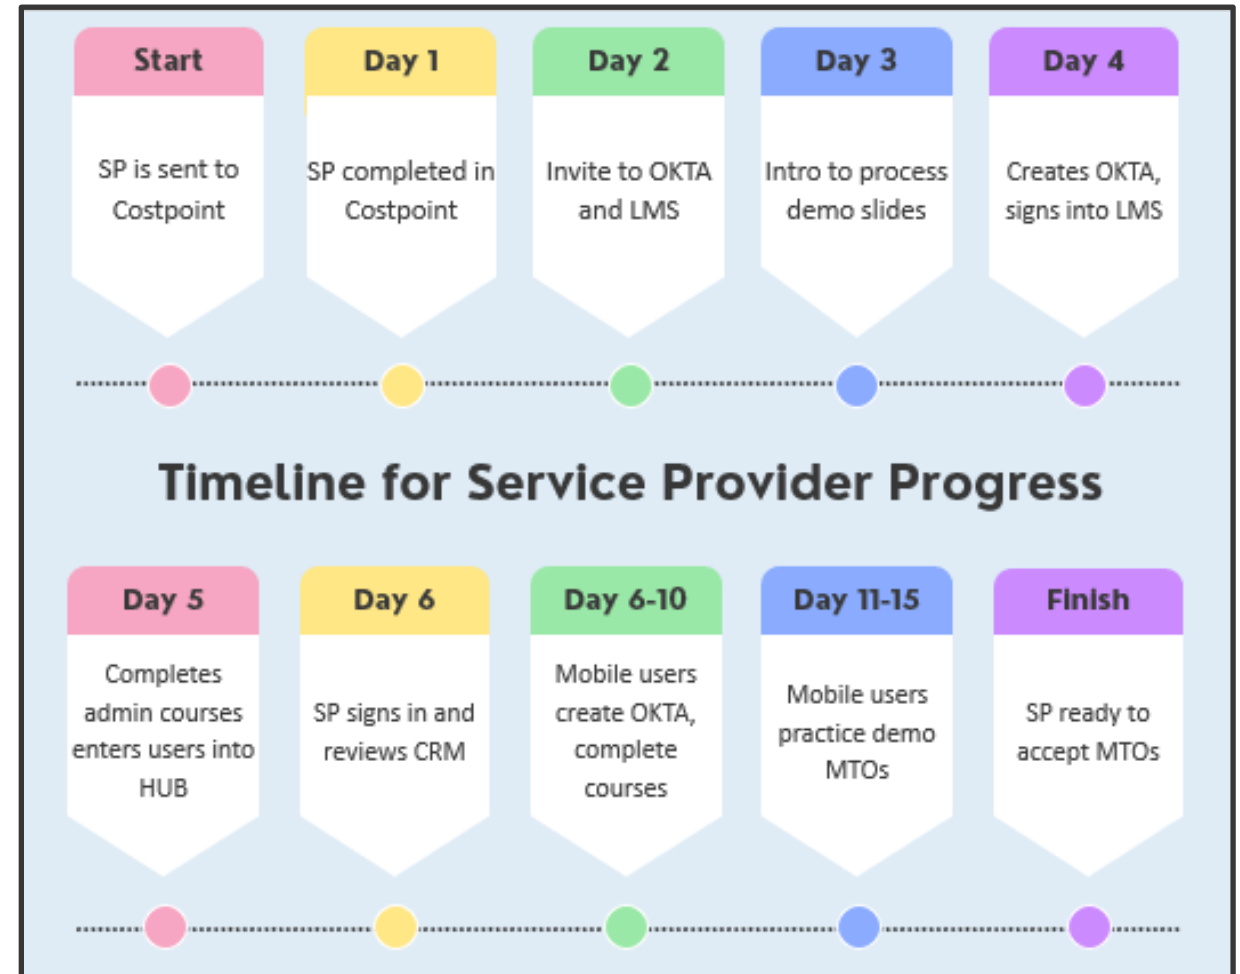 Start
SP is sent to
Costpoint
Day 1
SP completed in
Costpoint
Day 2
Invite to OKTA
and LMS
Day 3
Intro to process
demo slides
Day 4
Creates OKTA,
signs into LMS
Timeline for Service Provider Progress
Day 5
Completes
admin courses
enters users into
HUB
Day 6
SP signs in and
reviews CRM
Day 6-10
Mobile users
create OKTA,
complete
courses
Day 11-15
Mobile users
practice demo
MTOs
Finish
SP ready to
accept MTOs